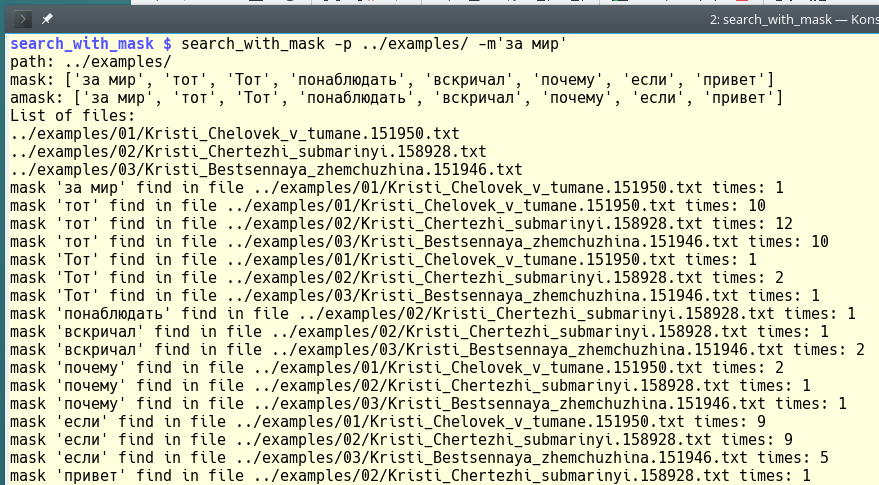 2: search_with_mask — Kons
search_with_mask $ search_with_mask -p ../examples/ -m'за мир'
path: ../examples/
mask: ['за мир', 'тот', 'Тот', 'понаблюдать', 'вскричал', 'почему', 'если', 'привет']
amask: ['за мир', 'тот', 'Тот', 'понаблюдать', 'вскричал', 'почему', 'если', 'привет']
List of files:
../examples/01/Kristi_Chelovek_v_tumane.151950.txt
../examples/02/Kristi_Chertezhi_submarinyi.158928.txt
../examples/03/Kristi_Bestsennaya_zhemchuzhina.151946.txt
mask 'за мир' find in file ../examples/01/Kristi_Chelovek_v_tumane.151950.txt times: 1
mask 'тот' find in file ../examples/01/Kristi_Chelovek_v_tumane.151950.txt times: 10
mask 'тот' find in file ../examples/02/Kristi_Chertezhi_submarinyi.158928.txt times: 12
mask 'тот' find in file ../examples/03/Kristi_Bestsennaya_zhemchuzhina.151946.txt times: 10
mask 'Тот' find in file ../examples/01/Kristi_Chelovek_v_tumane.151950.txt times: 1
mask 'Тот' find in file ../examples/02/Kristi_Chertezhi_submarinyi.158928.txt times: 2
mask 'Тот' find in file ../examples/03/Kristi_Bestsennaya_zhemchuzhina.151946.txt times: 1
mask 'понаблюдать' find in file ../examples/02/Kristi_Chertezhi_submarinyi.158928.txt times: 1
mask 'вскричал' find in file ../examples/02/Kristi_Chertezhi_submarinyi.158928.txt times: 1
mask 'вскричал' find in file ../examples/03/Kristi_Bestsennaya_zhemchuzhina.151946.txt times: 2
mask 'почему' find in file ../examples/01/Kristi_Chelovek_v_tumane.151950.txt times: 2
mask 'почему' find in file ../examples/02/Kristi_Chertezhi_submarinyi.158928.txt times: 1
mask 'почему' find in file ../examples/03/Kristi_Bestsennaya_zhemchuzhina.151946.txt times: 1
mask 'если' find in file ../examples/01/Kristi_Chelovek_v_tumane.151950.txt times: 9
mask 'если' find in file ../examples/02/Kristi_Chertezhi_submarinyi.158928.txt times: 9
mask 'если' find in file ../examples/03/Kristi_Bestsennaya_zhemchuzhina.151946.txt times: 5
mask 'привет' find in file ../examples/02/Kristi_Chertezhi_submarinyi.158928.txt times: 1